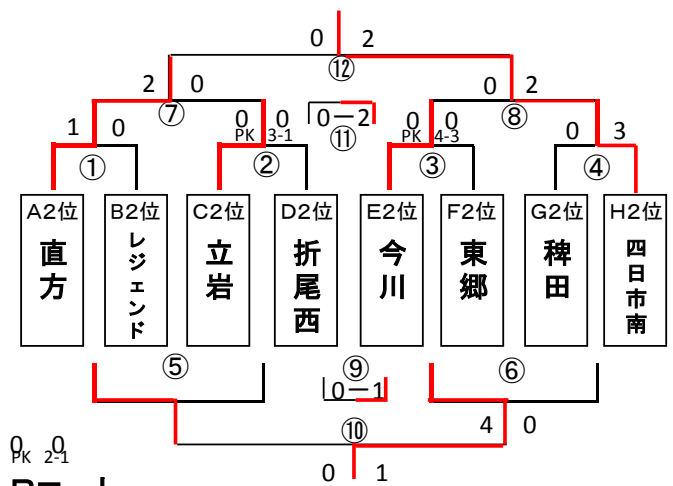 0 2
⑫
2 0
0 2
⑦
⑧
0 0
PK 3-1
0－2
⑪
0 0
PK 4-3
1 0
0 3
①
②
③
④
A2位 直方
B2位 レジェンド
C2位 立岩
D2位 折尾西
E2位 今川
F2位 東郷
G2位 稗田
H2位 四日市南
⑤
⑨
⑥
0－1
⑩
4 0
0 0
PK 2-1
0 1